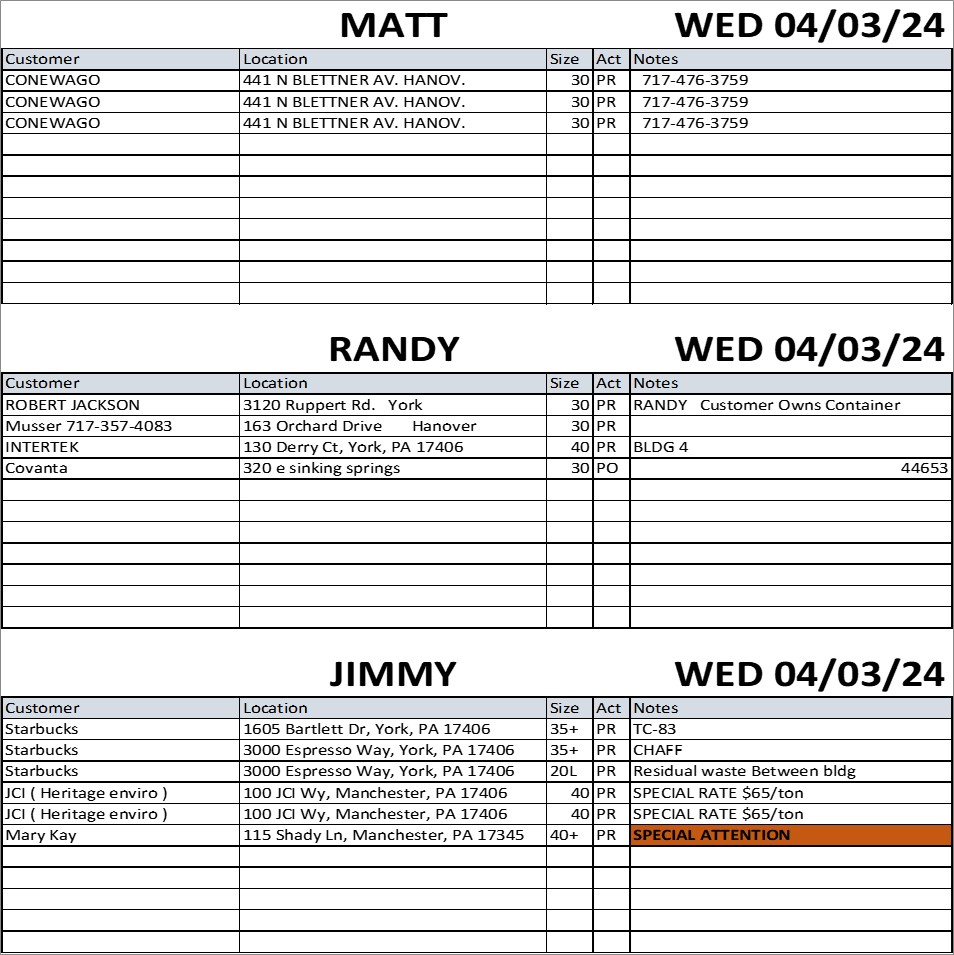 MATT WED 04/03/24
Customer Location Size Act Notes
CONEWAGO 441 N BLETTNER AV. HANOV. 30 PR 717-476-3759
CONEWAGO 441 N BLETTNER AV. HANOV. 30 PR 717-476-3759
CONEWAGO 441 N BLETTNER AV. HANOV. 30 PR 717-476-3759
RANDY WED 04/03/24
Customer Location Size Act Notes
ROBERT JACKSON 3120 Ruppert Rd. York 30 PR RANDY Customer Owns Container
Musser 717-357-4083 163 Orchard Drive Hanover 30 PR
INTERTEK 130 Derry Ct, York, PA 17406 40 PR BLDG 4
Covanta 320 e sinking springs 30 PO 44653
JIMMY WED 04/03/24
Customer Location Size Act Notes
Starbucks 1605 Bartlett Dr, York, PA 17406 35+ PR TC-83
Starbucks 3000 Espresso Way, York, PA 17406 35+ PR CHAFF
Starbucks 3000 Espresso Way, York, PA 17406 20L PR Residual waste Between bldg
JCI ( Heritage enviro ) 100 JCI Wy, Manchester, PA 17406 40 PR SPECIAL RATE $65/ton
JCI ( Heritage enviro ) 100 JCI Wy, Manchester, PA 17406 40 PR SPECIAL RATE $65/ton
Mary Kay 115 Shady Ln, Manchester, PA 17345 40+ PR SPECIAL ATTENTION